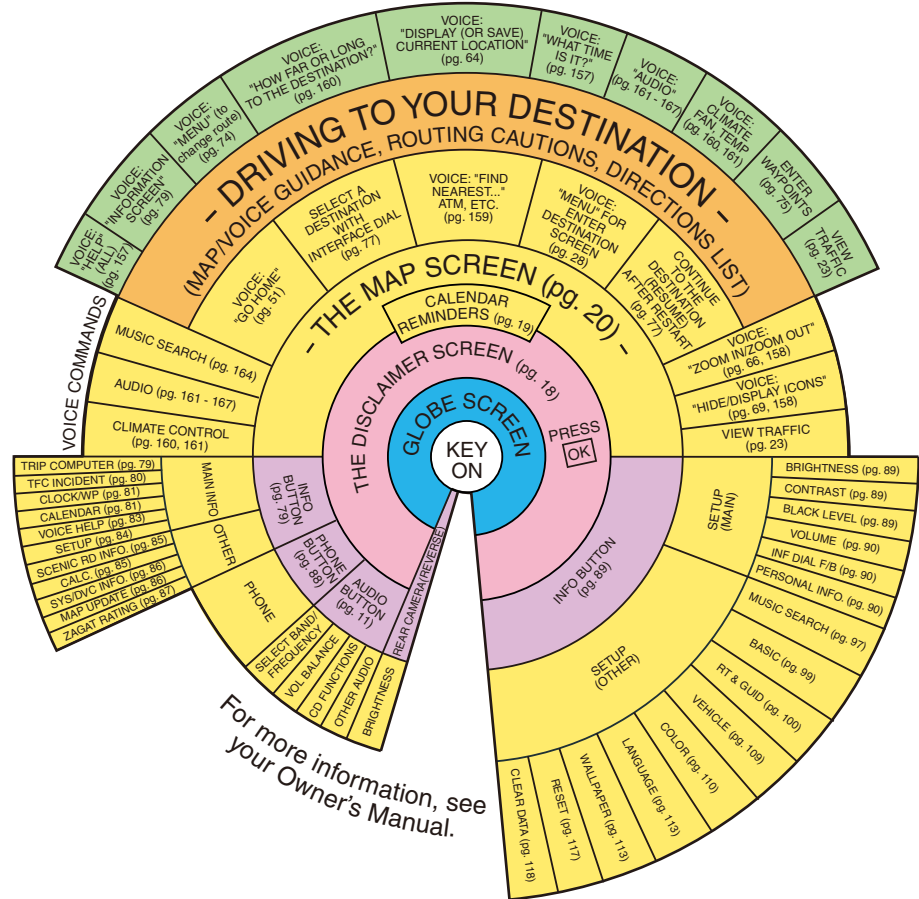 VOICE:
"HELP"
(ALL)
(pg. 157)
VOICE:
"INFORMATION
SCREEN"
(pg. 79)
VOICE:
"MENU" (to
change route)
(pg. 74)
VOICE:
"HOW FAR OR LONG
TO THE DESTINATION?"
(pg. 160)
VOICE:
"DISPLAY (OR SAVE)
CURRENT LOCATION"
(pg. 64)
VOICE:
"WHAT TIME
IS IT?"
(pg. 157)
VOICE:
"AUDIO"
(pg. 161 - 167)
VOICE:
CLIMATE
FAN, TEMP
(pg. 160, 161)
ENTER
WAYPOINTS
(pg. 75)
VIEW
TRAFFIC
(pg. 23)
- DRIVING TO YOUR DESTINATION -
(MAP/VOICE GUIDANCE, ROUTING CAUTIONS, DIRECTIONS LIST)
VOICE:
"GO HOME"
(pg. 51)
SELECT A
DESTINATION
WITH
INTERFACE DIAL
(pg. 77)
VOICE: "FIND
NEAREST..."
ATM, ETC.
(pg. 159)
VOICE:
"MENU" FOR
ENTER
DESTINATION
SCREEN
(pg. 28)
CONTINUE
TO THE
DESTINATION
(RESUME)
AFTER RESTART
(pg. 77)
VOICE COMMANDS
MUSIC SEARCH (pg. 164)
AUDIO (pg. 161 - 167)
CLIMATE CONTROL
(pg. 160, 161)
- THE MAP SCREEN (pg. 20) -
CALENDAR
REMINDERS (pg. 19)
VOICE:
"ZOOM IN/ZOOM OUT"
(pg. 66, 158)
VOICE:
"HIDE/DISPLAY ICONS"
(pg. 69, 158)
VIEW TRAFFIC
(pg. 23)
THE DISCLAIMER SCREEN (pg. 18)
PRESS
OK
GLOBE SCREEN
KEY
ON
TRIP COMPUTER (pg. 79)
TFC INCIDENT (pg. 80)
CLOCK/WP (pg. 81)
CALENDAR (pg. 81)
VOICE HELP (pg. 83)
SETUP (pg. 84)
SCENIC RD INFO. (pg. 85)
CALC. (pg. 85)
SYS/DVC INFO. (pg. 86)
MAP UPDATE (pg. 86)
ZAGAT RATING (pg. 87)
MAIN INFO
OTHER
INFO
BUTTON
(pg. 79)
PHONE
PHONE
BUTTON
(pg. 88)
AUDIO
BUTTON
(pg. 11)
SELECT BAND/
FREQUENCY
VOL BALANCE
CD FUNCTIONS
OTHER AUDIO
REAR CAMERA(REVERSE)
BRIGHTNESS
INFO BUTTON
(pg. 89)
SETUP
(MAIN)
BRIGHTNESS (pg. 89)
CONTRAST (pg. 89)
BLACK LEVEL (pg. 89)
VOLUME (pg. 90)
INF DIAL F/B (pg. 90)
SETUP
(OTHER)
PERSONAL INFO. (pg. 90)
MUSIC SEARCH (pg. 97)
BASIC (pg. 99)
RT & GUID (pg. 100)
VEHICLE (pg. 109)
COLOR (pg. 110)
LANGUAGE (pg. 113)
WALLPAPER (pg. 113)
RESET (pg. 117)
CLEAR DATA (pg. 118)
For more information, see
your Owner's Manual.